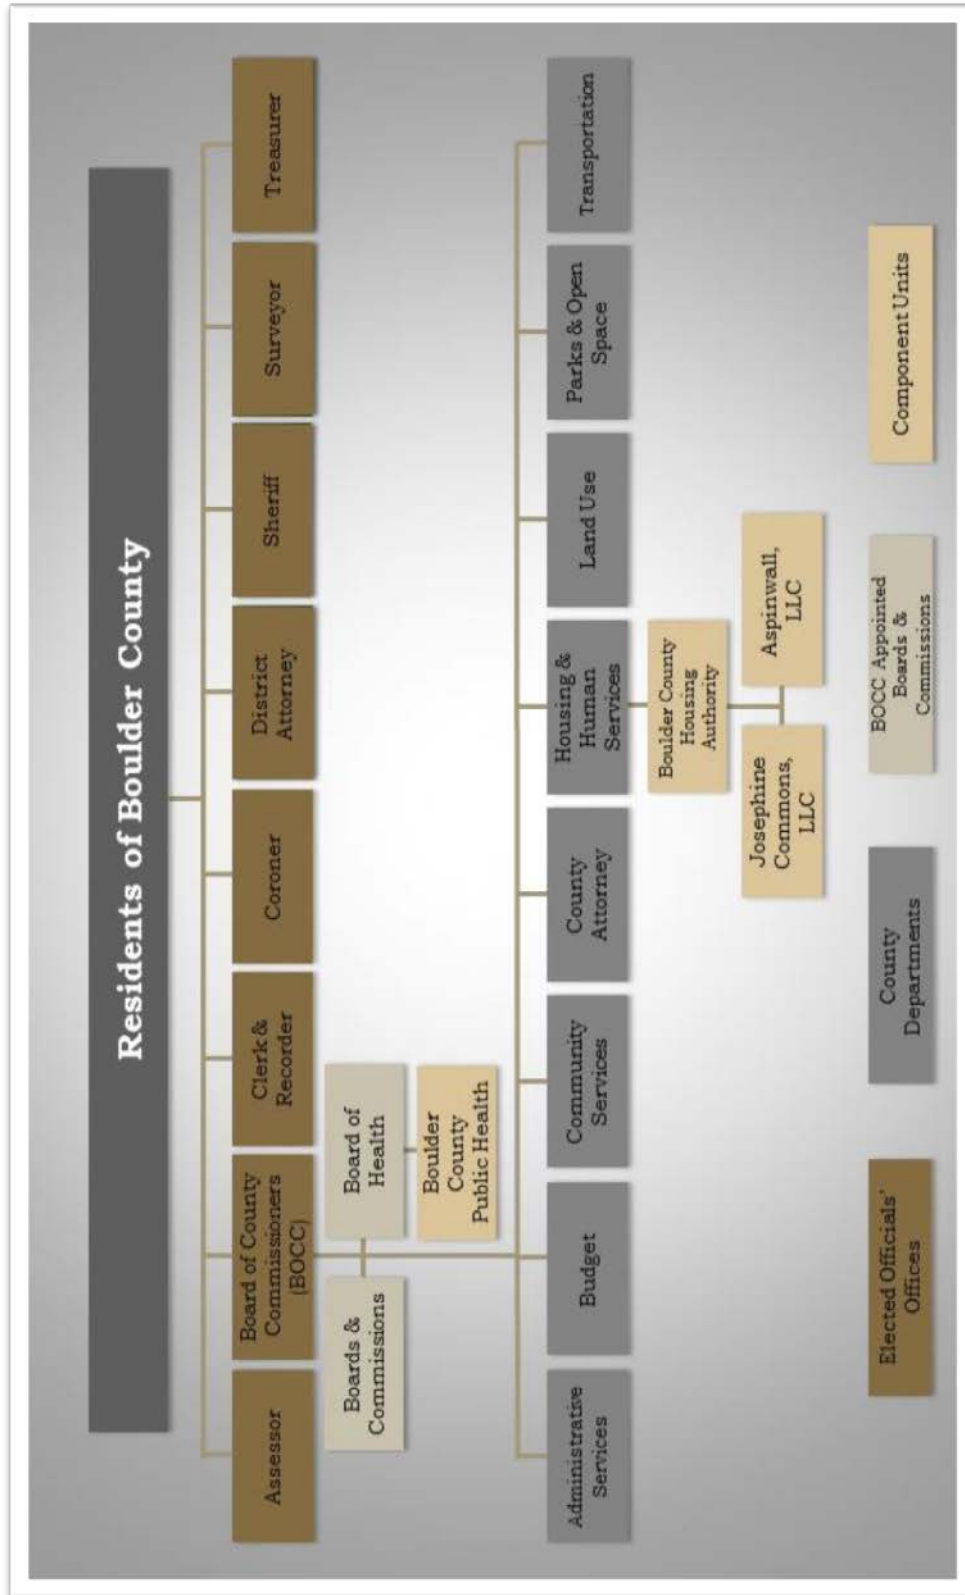 Residents of Boulder County
Assessor
Board of County
Commissioners
(BOCC)
Clerk &
Recorder
Coroner
District
Attorney
Sheriff
Surveyor
Treasurer
Boards &
Commissions
Board of
Health
Boulder
County
Public Health
Administrative
Services
Budget
Community
Services
County
Attorney
Housing &
Human
Services
Land Use
Parks & Open
Space
Transportation
Boulder County
Housing
Authority
Josephine
Commons,
LLC
Aspinwall,
LLC
Elected Officials'
Offices
County
Departments
BOCC Appointed
Boards &
Commissions
Component Units